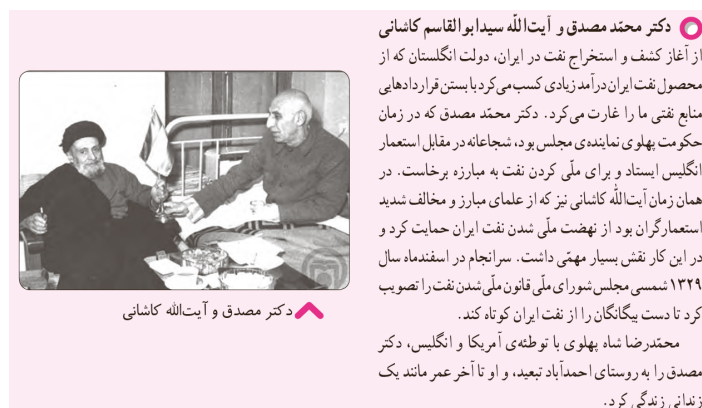 دکتر محمّد مصدق و آیت‌اللّه سیدابوالقاسم کاشانی
از آغاز کشف و استخراج نفت در ایران، دولت انگلستان که از
محصول نفت ایران درآمد زیادی کسب می‌کرد با بستن قراردادهایی
منابع نفتی ما را غارت می‌کرد. دکتر محمّد مصدق که در زمان
حکومت پهلوی نماینده‌ی مجلس بود، شجاعانه در مقابل استعمار
انگلیس ایستاد و برای ملّی کردن نفت به مبارزه برخاست. در
همان زمان آیت‌اللّه کاشانی نیز که از علمای مبارز و مخالف شدید
استعمارگران بود از نهضت ملّی شدن نفت ایران حمایت کرد و
در این کار نقش بسیار مهمّی داشت. سرانجام در اسفندماه سال
۱۳۲۹ شمسی مجلس شورای ملّی قانون ملّی شدن نفت را تصویب
کرد تا دست بیگانگان را از نفت ایران کوتاه کند.
محمّدرضا شاه پهلوی با توطئه‌ی آمریکا و انگلیس، دکتر
مصدق را به روستای احمدآباد تبعید، و او تا آخر عمر مانند یک
زندانی زندگی کرد.
دکتر مصدق و آیت‌الله کاشانی